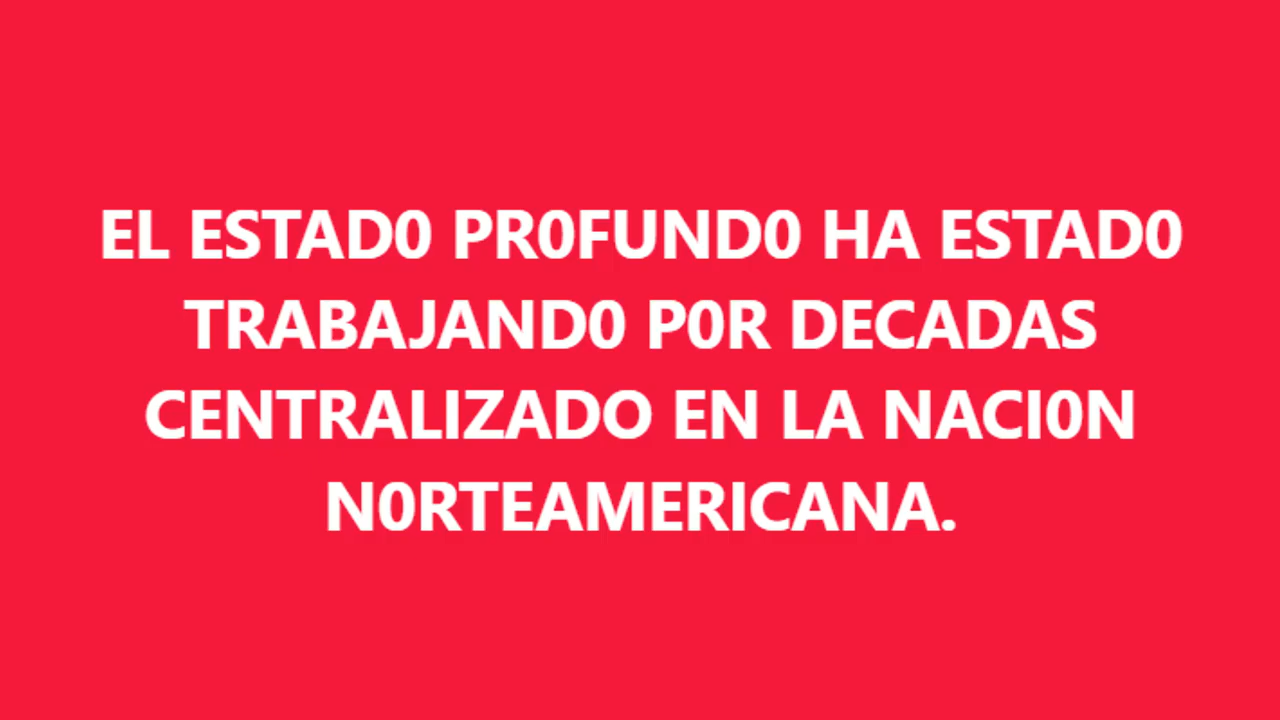 EL ESTAD0 PR0FUND0 HA ESTAD0
TRABAJAND0 P0R DECADAS
CENTRALIZADO EN LA NACI0N
N0RTEAMERICANA.